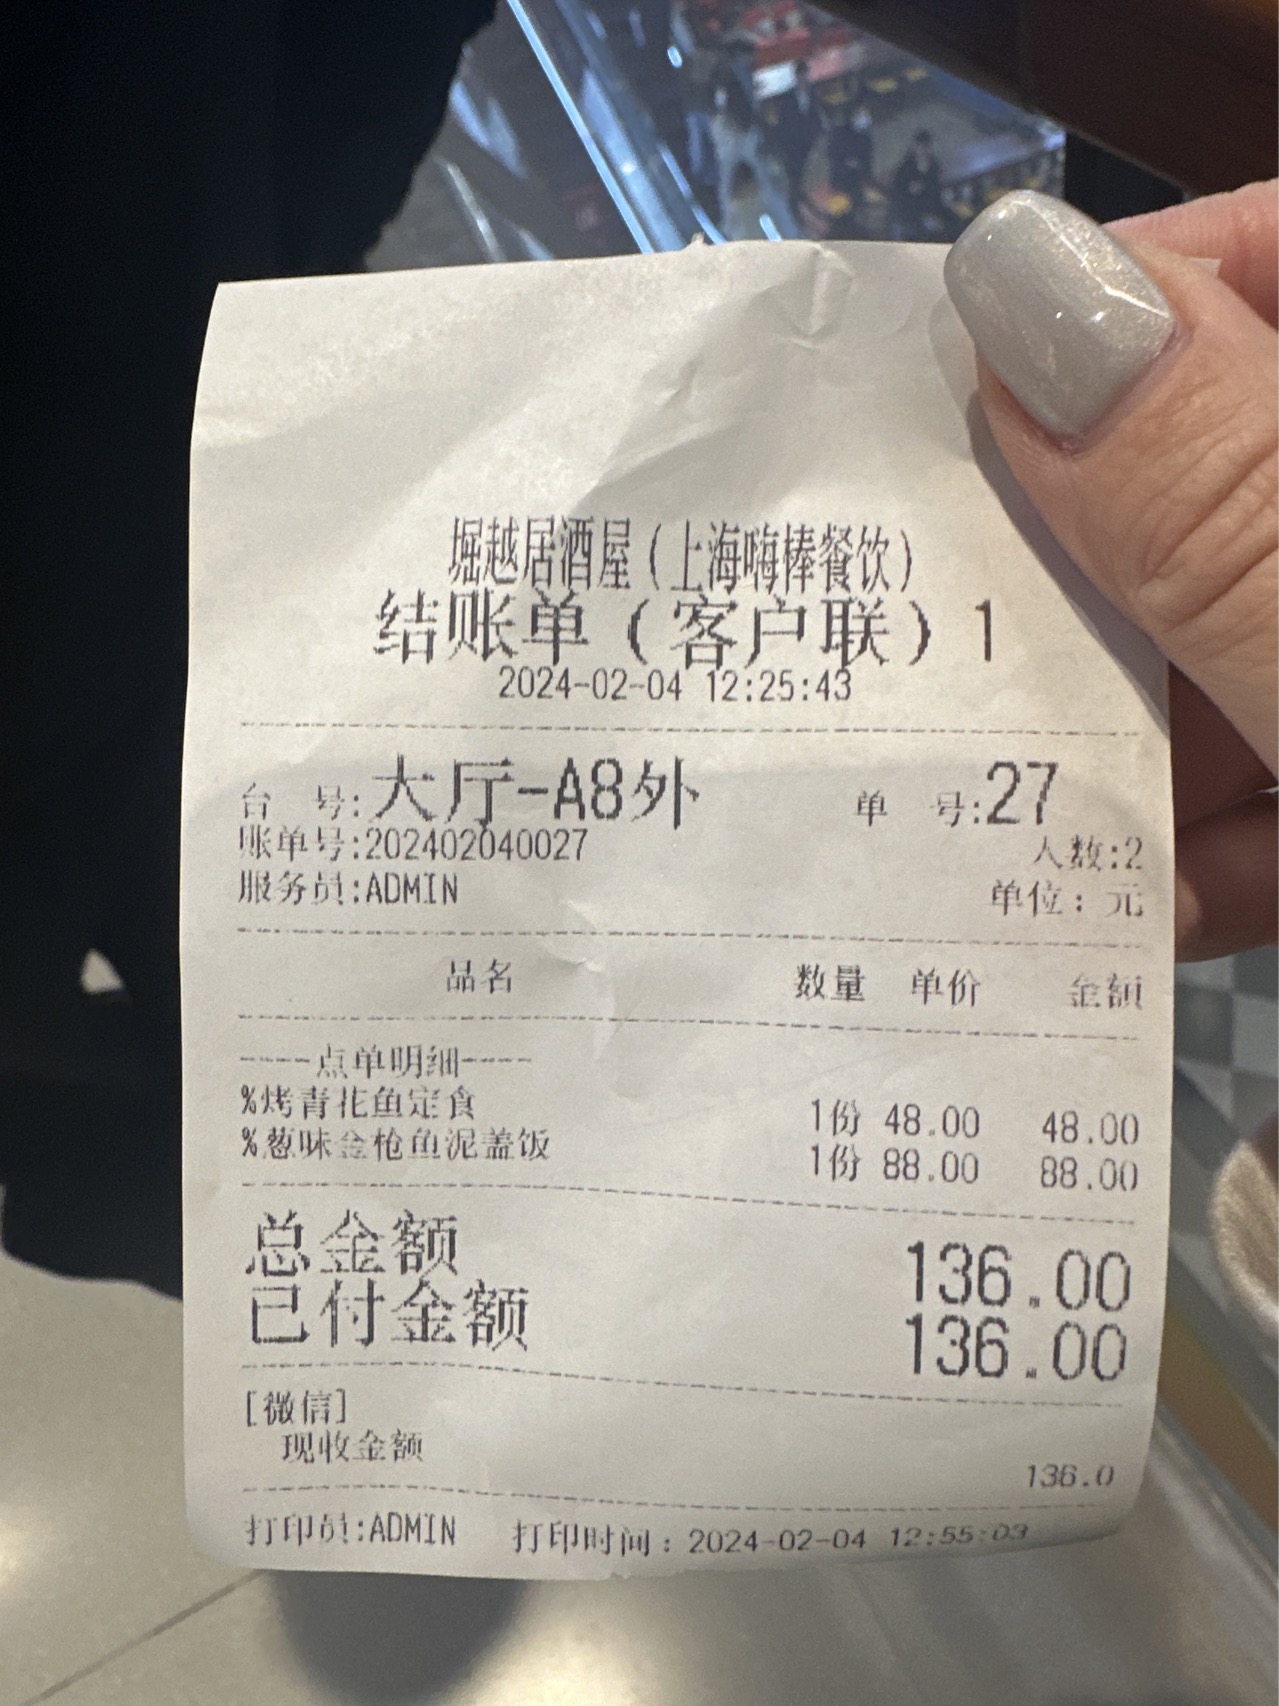 堀越居酒屋(上海嗨棒餐饮)
结账单(客户联)1
2024-02-04 12:25:43
台 号:大厅-A8外 单 号:27
账单号:202402040027 人数:2
服务员:ADMIN 单位: 元
品名 数量 单价 金额
----点单明细----
%烤青花鱼定食 1份 48.00 48.00
%葱味金枪鱼泥盖饭 1份 88.00 88.00
总金额 136.00
已付金额 136.00
[微信]
现收金额 136.0
打印员:ADMIN 打印时间: 2024-02-04 12:55:03